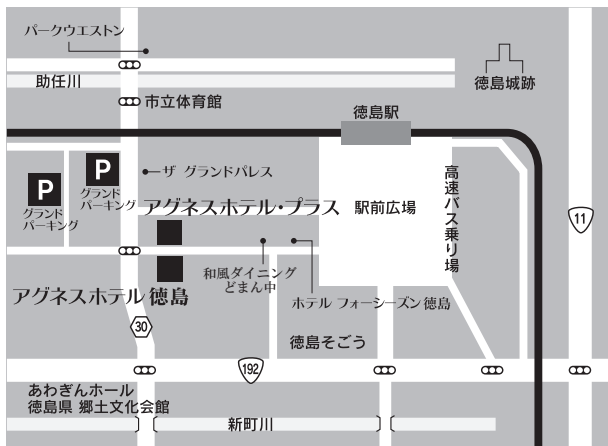 パークウエストン
助任川
徳島城跡
市立体育館
徳島駅
P
P
ザ グランドパレス
グランド
パーキング
グランド
パーキング
アグネスホテル・プラス
駅前広場
高速バス乗り場
11
和風ダイニング
どまん中
アグネスホテル 徳島
ホテル フォーシーズン徳島
30
徳島そごう
192
あわぎんホール
徳島県 郷土文化会館
新町川